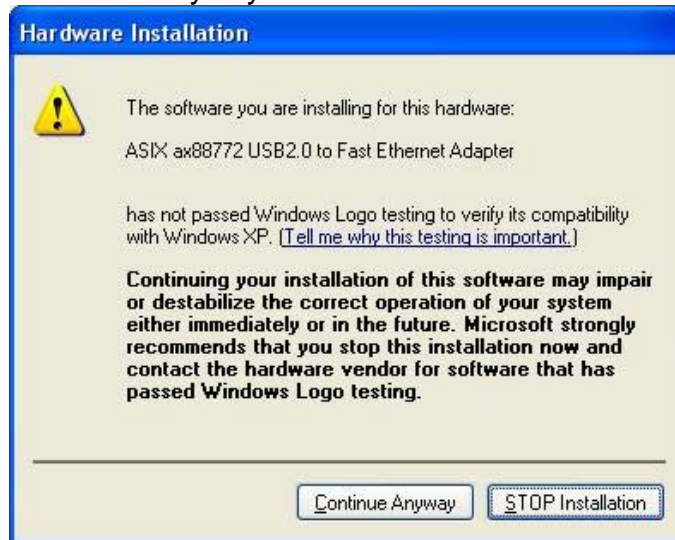 Hardware Installation
The software you are installing for this hardware:
ASIX ax88772 USB2.0 to Fast Ethernet Adapter
has not passed Windows Logo testing to verify its compatibility
with Windows XP. (Tell me why this testing is important.)
Continuing your installation of this software may impair
or destabilize the correct operation of your system
either immediately or in the future. Microsoft strongly
recommends that you stop this installation now and
contact the hardware vendor for software that has
passed Windows Logo testing.
Continue Anyway STOP Installation